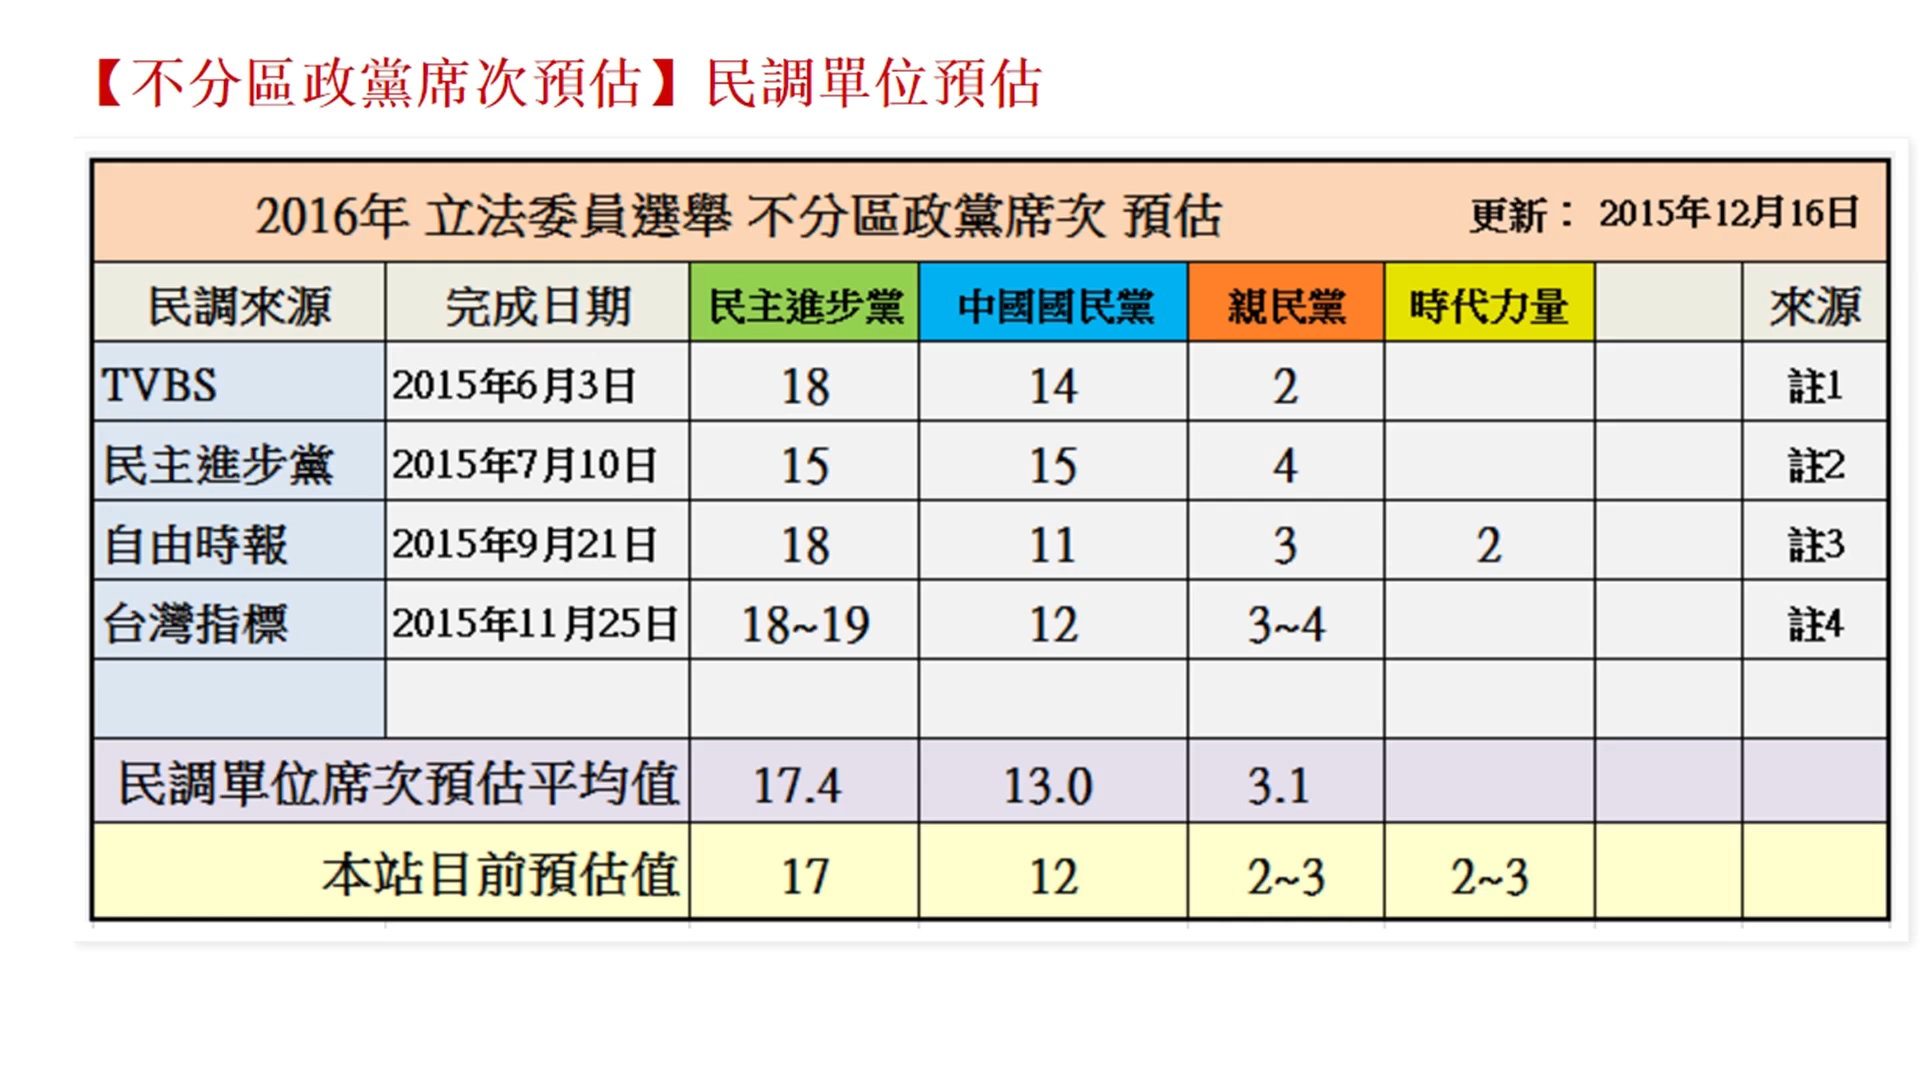 【不分區政黨席次預估】民調單位預估
2016年 立法委員選舉 不分區政黨席次 預估 更新： 2015年12月16日
民調來源 完成日期 民主進步黨 中國國民黨 親民黨 時代力量 來源
TVBS 2015年6月3日 18 14 2 註1
民主進步黨 2015年7月10日 15 15 4 註2
自由時報 2015年9月21日 18 11 3 2 註3
台灣指標 2015年11月25日 18~19 12 3~4 註4
民調單位席次預估平均值 17.4 13.0 3.1
本站目前預估值 17 12 2~3 2~3